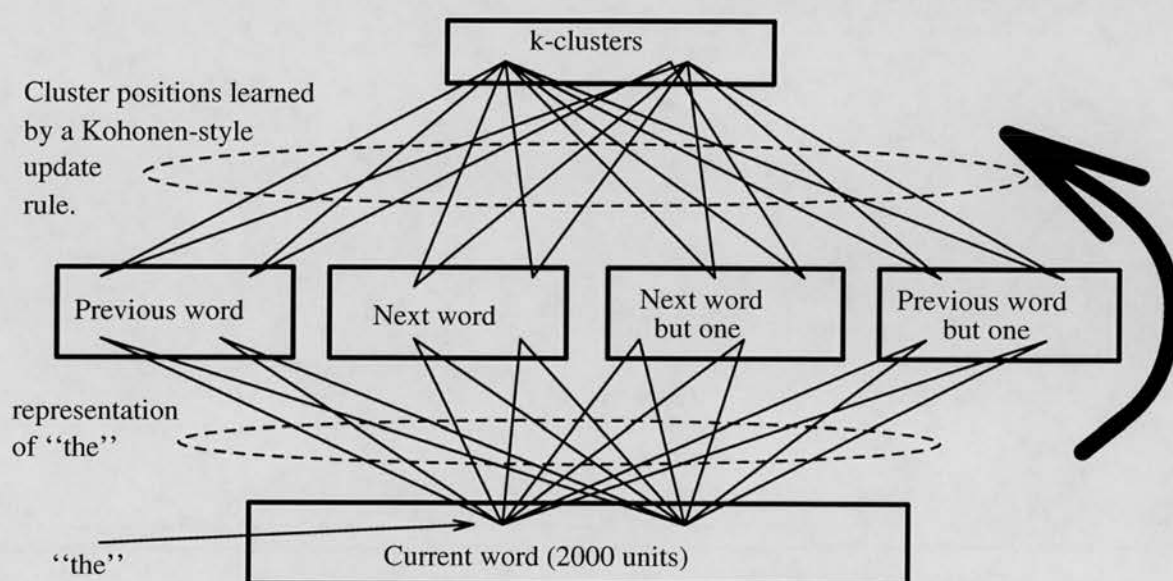 k-clusters
Cluster positions learned
by a Kohonen-style
update
rule.
Previous word
Next word
Next word
but one
Previous word
but one
representation
of ‘‘the’’
‘‘the’’
Current word (2000 units)